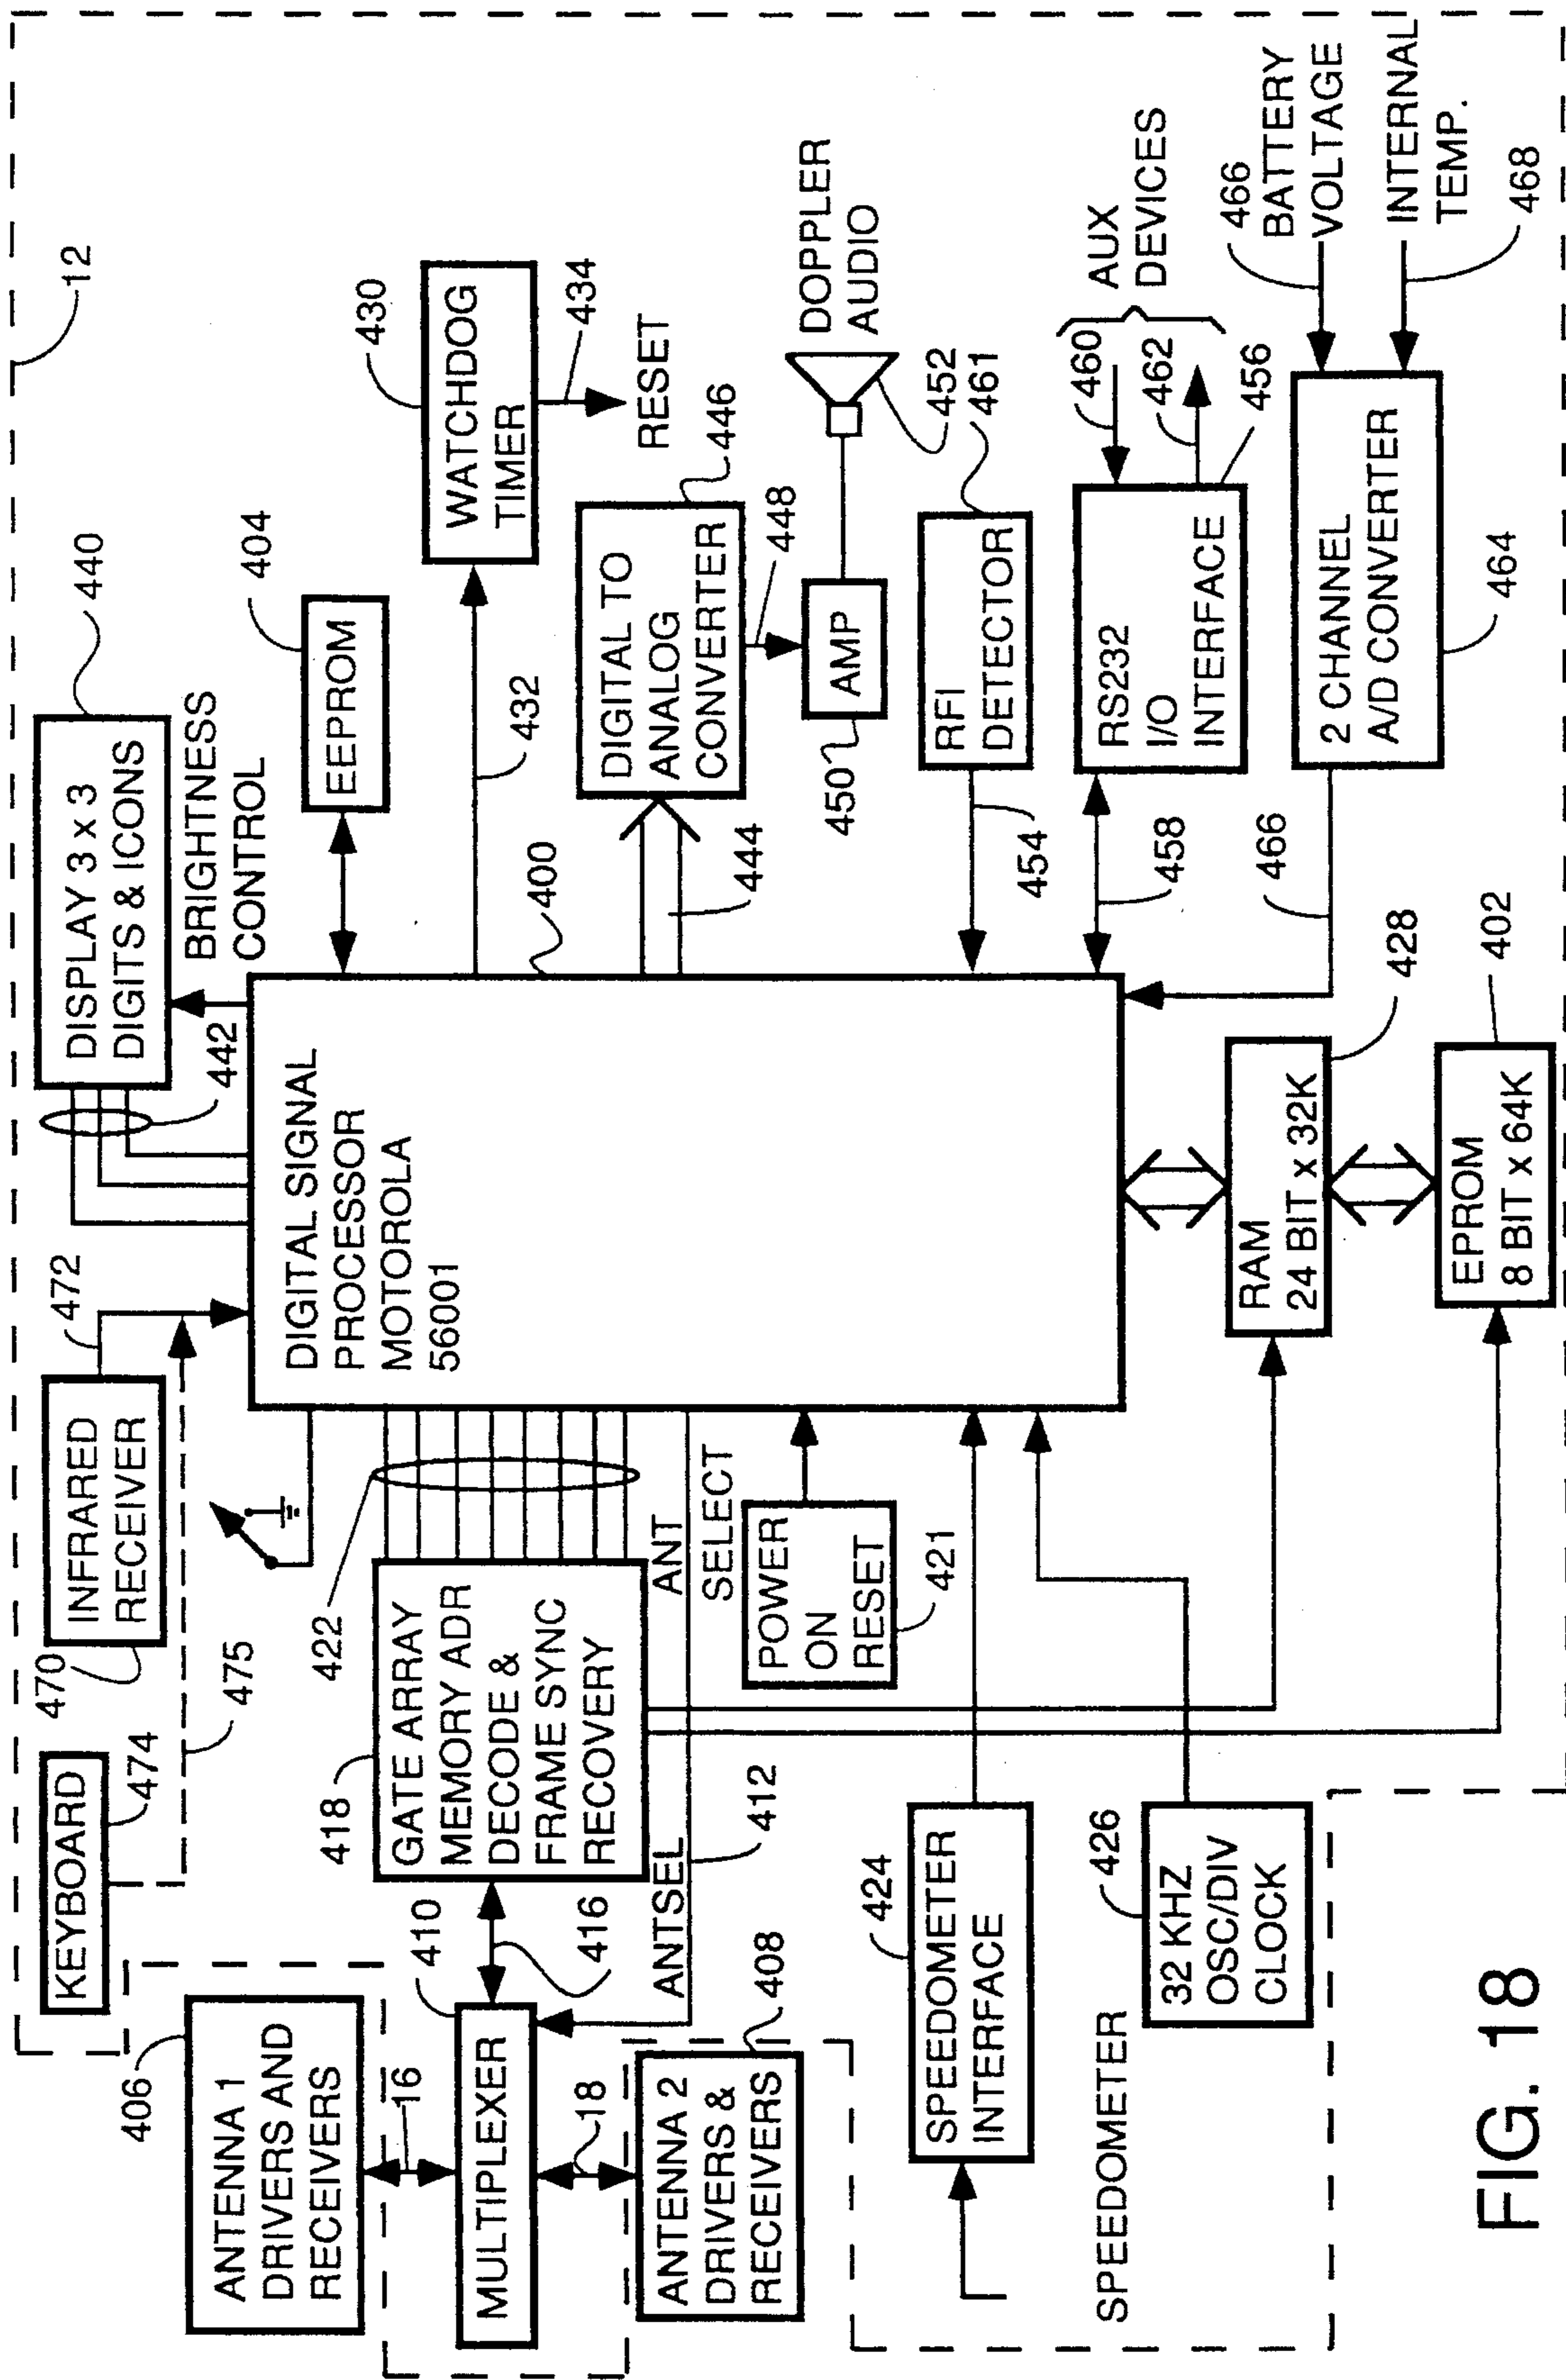 12
KEYBOARD
474
475
INFRARED
RECEIVER
470
472
DISPLAY 3 x 3
DIGITS & ICONS
440
442
BRIGHTNESS
CONTROL
EEPROM
404
WATCHDOG
TIMER
430
432
434
RESET
ANTENNA 1
DRIVERS AND
RECEIVERS
406
16
MULTIPLEXER
410
18
ANTENNA 2
DRIVERS &
RECEIVERS
408
416
GATE ARRAY
MEMORY ADR
DECODE &
FRAME SYNC
RECOVERY
418
422
ANTSEL
412
ANT
SELECT
DIGITAL SIGNAL
PROCESSOR
MOTOROLA
56001
400
444
DIGITAL TO
ANALOG
CONVERTER
446
448
AMP
450
DOPPLER
AUDIO
452
POWER
ON
RESET
421
RFI
DETECTOR
461
454
RS232
I/O
INTERFACE
456
458
460
462
AUX
DEVICES
SPEEDOMETER
INTERFACE
424
SPEEDOMETER
32 KHZ
OSC/DIV
CLOCK
426
2 CHANNEL
A/D CONVERTER
464
466
466
BATTERY
VOLTAGE
INTERNAL
TEMP.
468
RAM
24 BIT x 32K
428
EPROM
8 BIT x 64K
402
FIG. 18